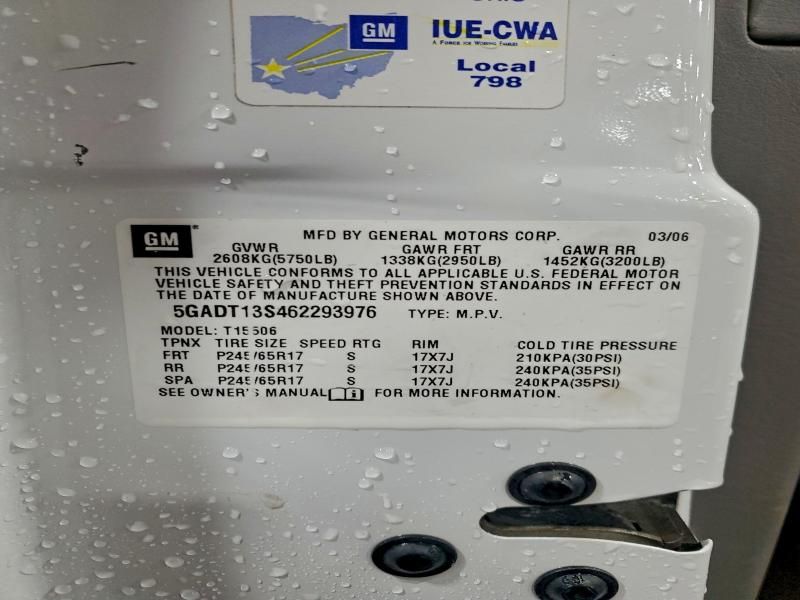 GM
IUE-CWA
A FORCE FOR WORKING FAMILIES
Local
798
GM
MFD BY GENERAL MOTORS CORP. 03/06
GVWR GAWR FRT GAWR RR
2608KG(5750LB) 1338KG(2950LB) 1452KG(3200LB)
THIS VEHICLE CONFORMS TO ALL APPLICABLE U.S. FEDERAL MOTOR
VEHICLE SAFETY AND THEFT PREVENTION STANDARDS IN EFFECT ON
THE DATE OF MANUFACTURE SHOWN ABOVE.
5GADT13S462293976 TYPE: M.P.V.
MODEL: T15506
TPNX TIRE SIZE SPEED RTG RIM COLD TIRE PRESSURE
FRT P245/65R17 S 17X7J 210KPA(30PSI)
RR P245/65R17 S 17X7J 240KPA(35PSI)
SPA P245/65R17 S 17X7J 240KPA(35PSI)
SEE OWNER'S MANUAL FOR MORE INFORMATION.